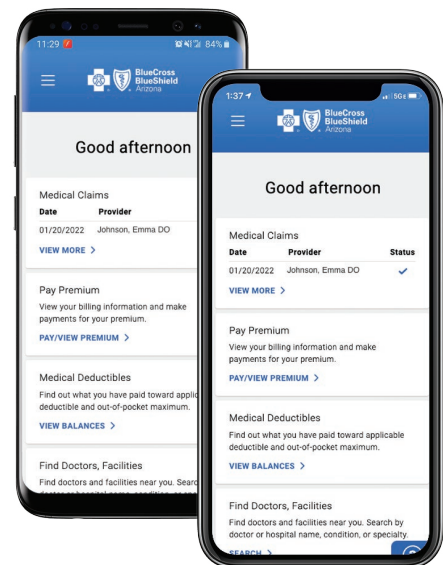 11:29
84%
BlueCross
BlueShield
Arizona
Good afternoon
Medical Claims
Date Provider
01/20/2022 Johnson, Emma DO
VIEW MORE >
Pay Premium
View your billing information and make
payments for your premium.
PAY/VIEW PREMIUM >
Medical Deductibles
Find out what you have paid toward applic
deductible and out-of-pocket maximum.
VIEW BALANCES >
Find Doctors, Facilities
Find doctors and facilities near you. Searc
1:37
5GE
BlueCross
BlueShield
Arizona
Good afternoon
Medical Claims
Date Provider Status
01/20/2022 Johnson, Emma DO ✓
VIEW MORE >
Pay Premium
View your billing information and make
payments for your premium.
PAY/VIEW PREMIUM >
Medical Deductibles
Find out what you have paid toward applicable
deductible and out-of-pocket maximum.
VIEW BALANCES >
Find Doctors, Facilities
Find doctors and facilities near you. Search by
doctor or hospital name, condition, or specialty.
SEARCH >